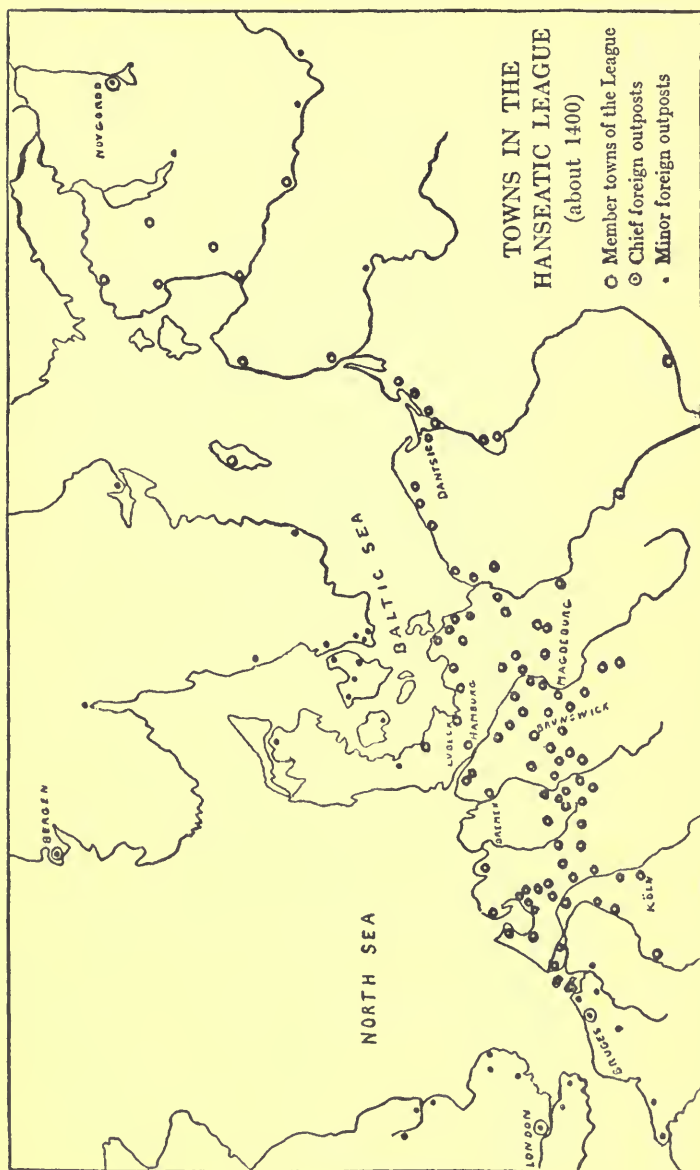 TOWNS IN THE
HANSEATIC LEAGUE
(about 1400)
Member towns of the League
Chief foreign outposts
Minor foreign outposts
NOVGOROD
BERGEN
NORTH SEA
BALTIC SEA
DANTSIC
LUBECK
HAMBURG
BREMEN
MAGDEBURG
BRUNSWICK
KÖLN
BRUGES
LONDON